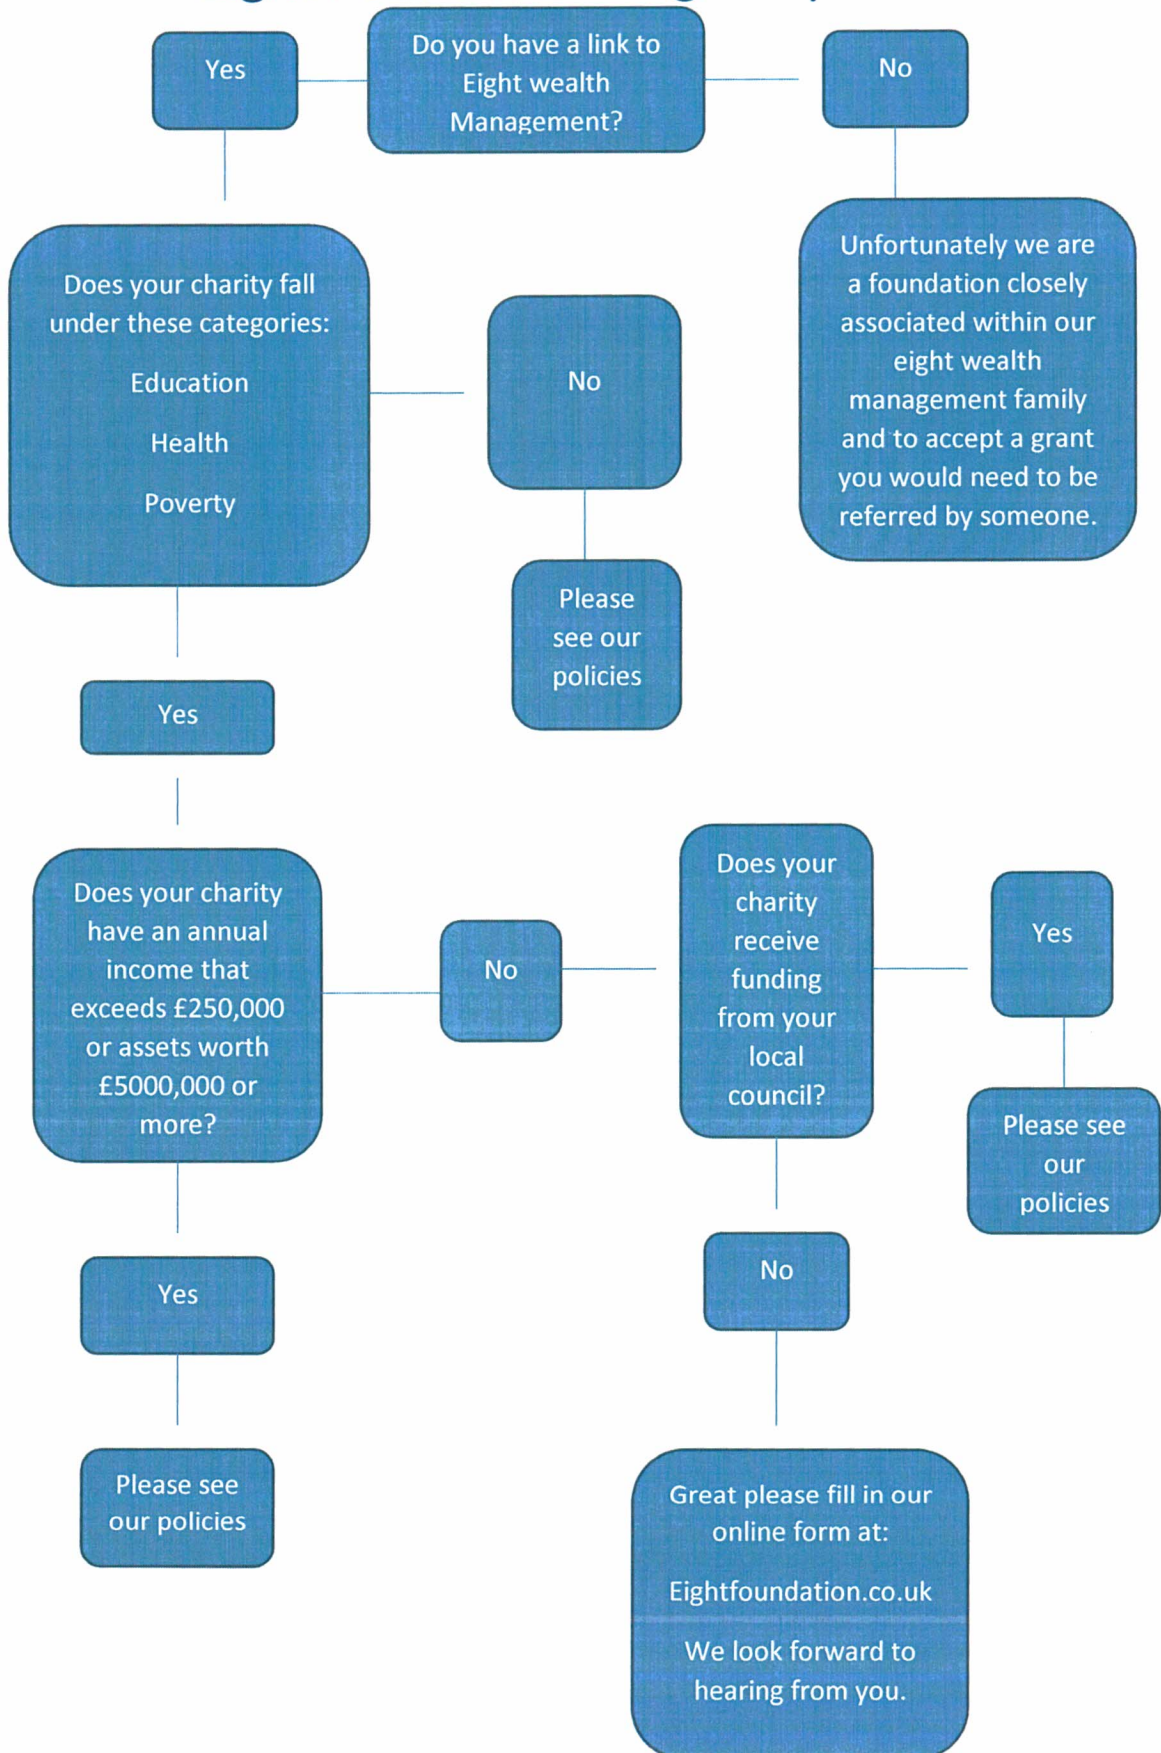 Yes
Do you have a link to
Eight wealth
Management?
No
Does your charity fall
under these categories:
Education
Health
Poverty
No
Please
see our
policies
Unfortunately we are
a foundation closely
associated within our
eight wealth
management family
and to accept a grant
you would need to be
referred by someone.
Yes
Does your charity
have an annual
income that
exceeds £250,000
or assets worth
£5000,000 or
more?
No
Does your
charity
receive
funding
from your
local
council?
Yes
Please see
our
policies
Yes
Please see
our policies
No
Great please fill in our
online form at:
Eightfoundation.co.uk
We look forward to
hearing from you.